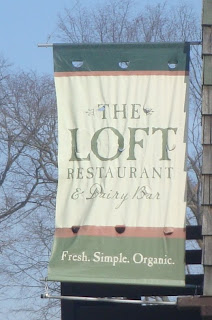 THE
LOFT
RESTAURANT
& Dairy Bar
Fresh. Simple. Organic.